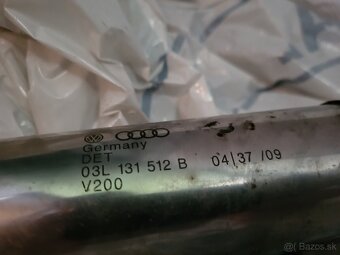 Germany
DET
03L 131 512 B 04|37 /09
V200
Bazos.sk